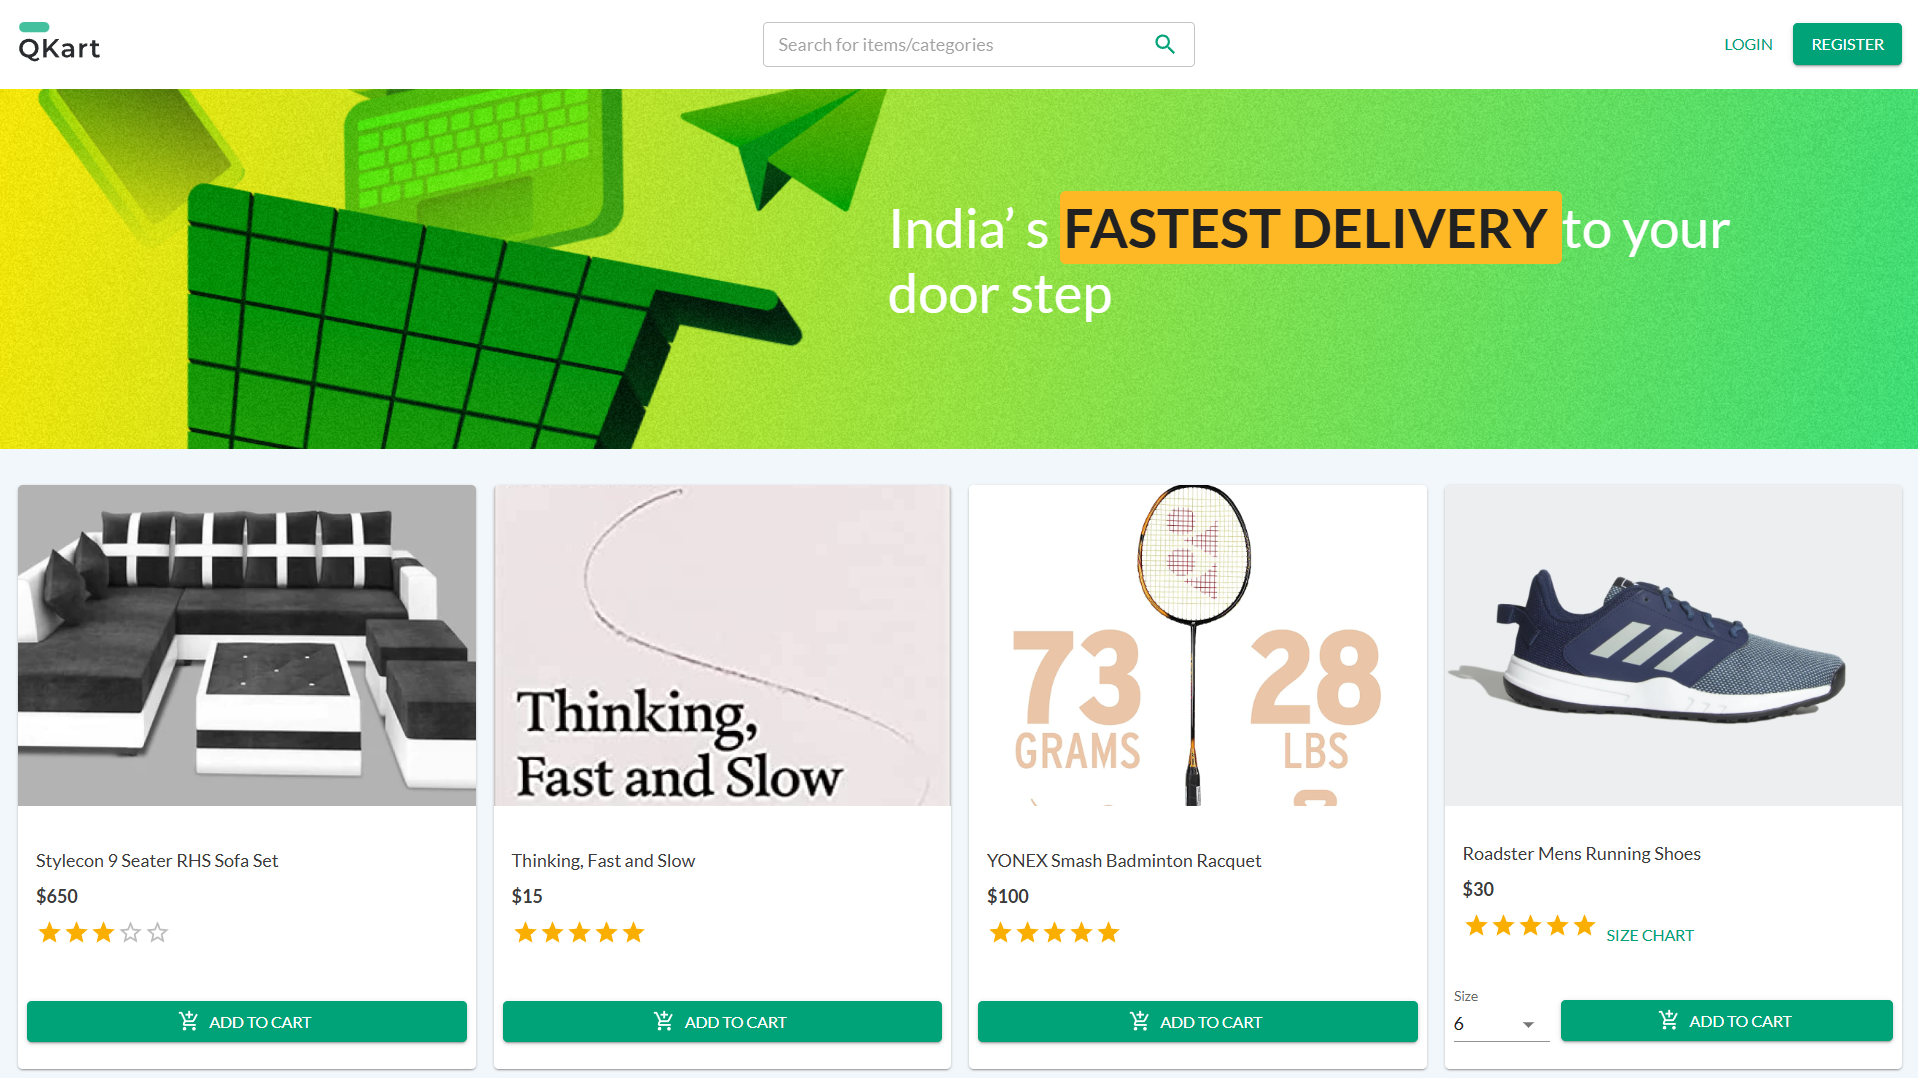 QKart
Search for items/categories
LOGIN
REGISTER
India’ s FASTEST DELIVERY to your
door step
Thinking,
Fast and Slow
73
GRAMS
28
LBS
Stylecon 9 Seater RHS Sofa Set
$650
ADD TO CART
Thinking, Fast and Slow
$15
ADD TO CART
YONEX Smash Badminton Racquet
$100
ADD TO CART
Roadster Mens Running Shoes
$30
SIZE CHART
Size
6
ADD TO CART